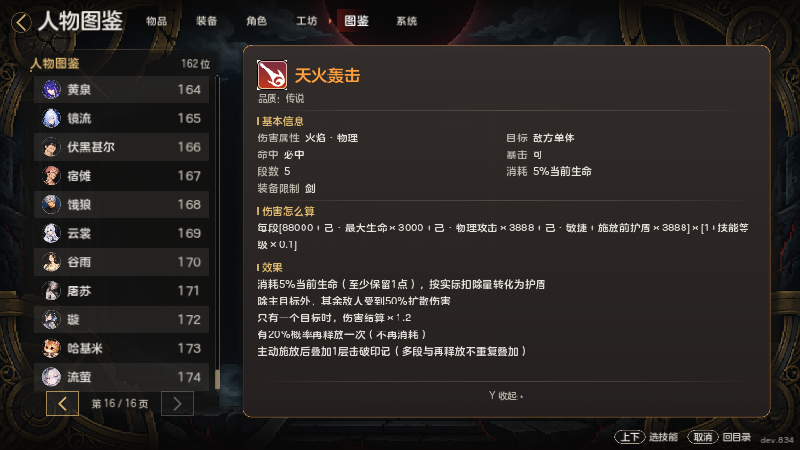 人物图鉴
物品 装备 角色 工坊 图鉴 系统
人物图鉴 162 位
黄泉 164
镜流 165
伏黑甚尔 166
宿傩 167
饿狼 168
云裳 169
谷雨 170
屠苏 171
璇 172
哈基米 173
流萤 174
第 16 / 16 页
天火轰击
品质: 传说
基本信息
伤害属性 火焰 · 物理 目标 敌方单体
命中 必中 暴击 可
段数 5 消耗 5%当前生命
装备限制 剑
伤害怎么算
每段[88000 + 己 · 最大生命 × 3000 + 己 · 物理攻击 × 3888 + 己 · 敏捷 + 施放前护盾 × 3888] × [1 + 技能等
级 × 0.1]
效果
消耗5%当前生命（至少保留1点），按实际扣除量转化为护盾
除主目标外，其余敌人受到50%扩散伤害
只有一个目标时，伤害结算 × 1.2
有20%概率再释放一次（不再消耗）
主动施放后叠加1层击破印记（多段与再释放不重复叠加）
Y 收起
上下 选技能 取消 回目录
dev.834